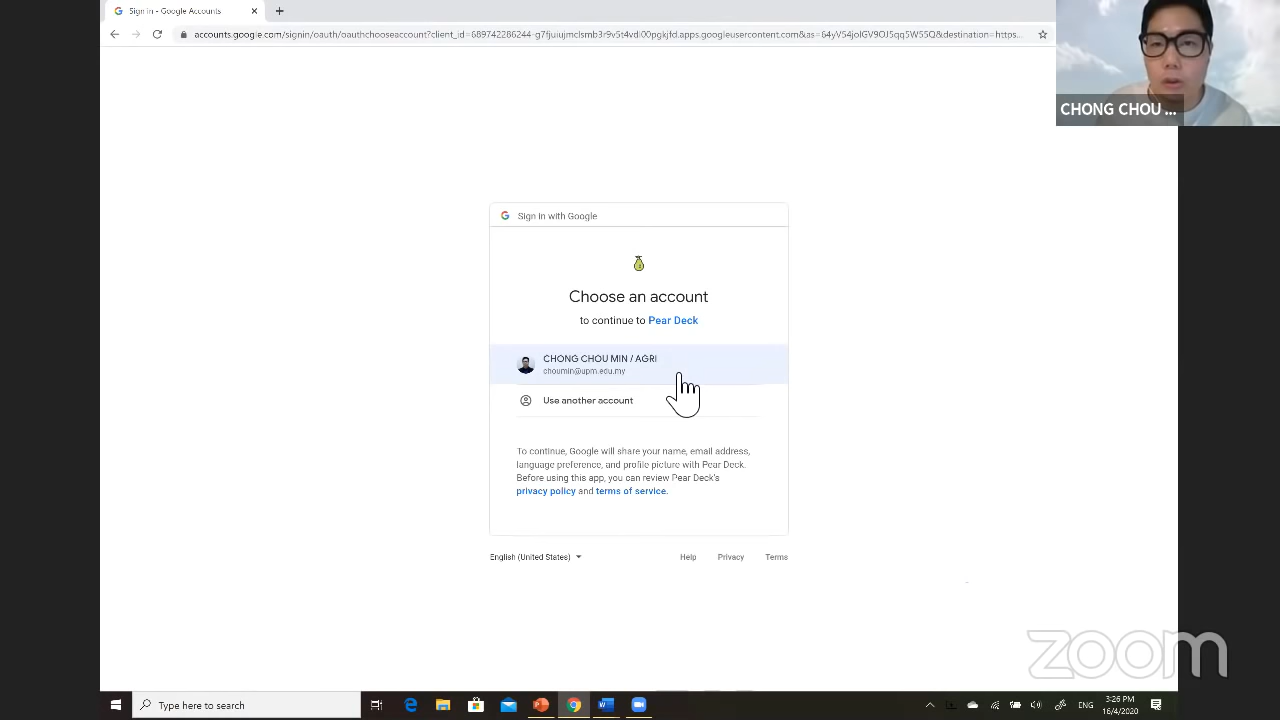 Sign in - Google Accounts
accounts.google.com/signin/oauth/oauthchooseaccount?
CHONG CHOU ...
Sign in with Google
Choose an account
to continue to Pear Deck
CHONG CHOU MIN / AGRI
choumin@upm.edu.my
Use another account
To continue, Google will share your name, email address,
language preference, and profile picture with Pear Deck.
Before using this app, you can review Pear Deck's
privacy policy and terms of service.
English (United States)
Help
Privacy
Terms
zoom
Type here to search
ENG
3:26 PM
16/4/2020